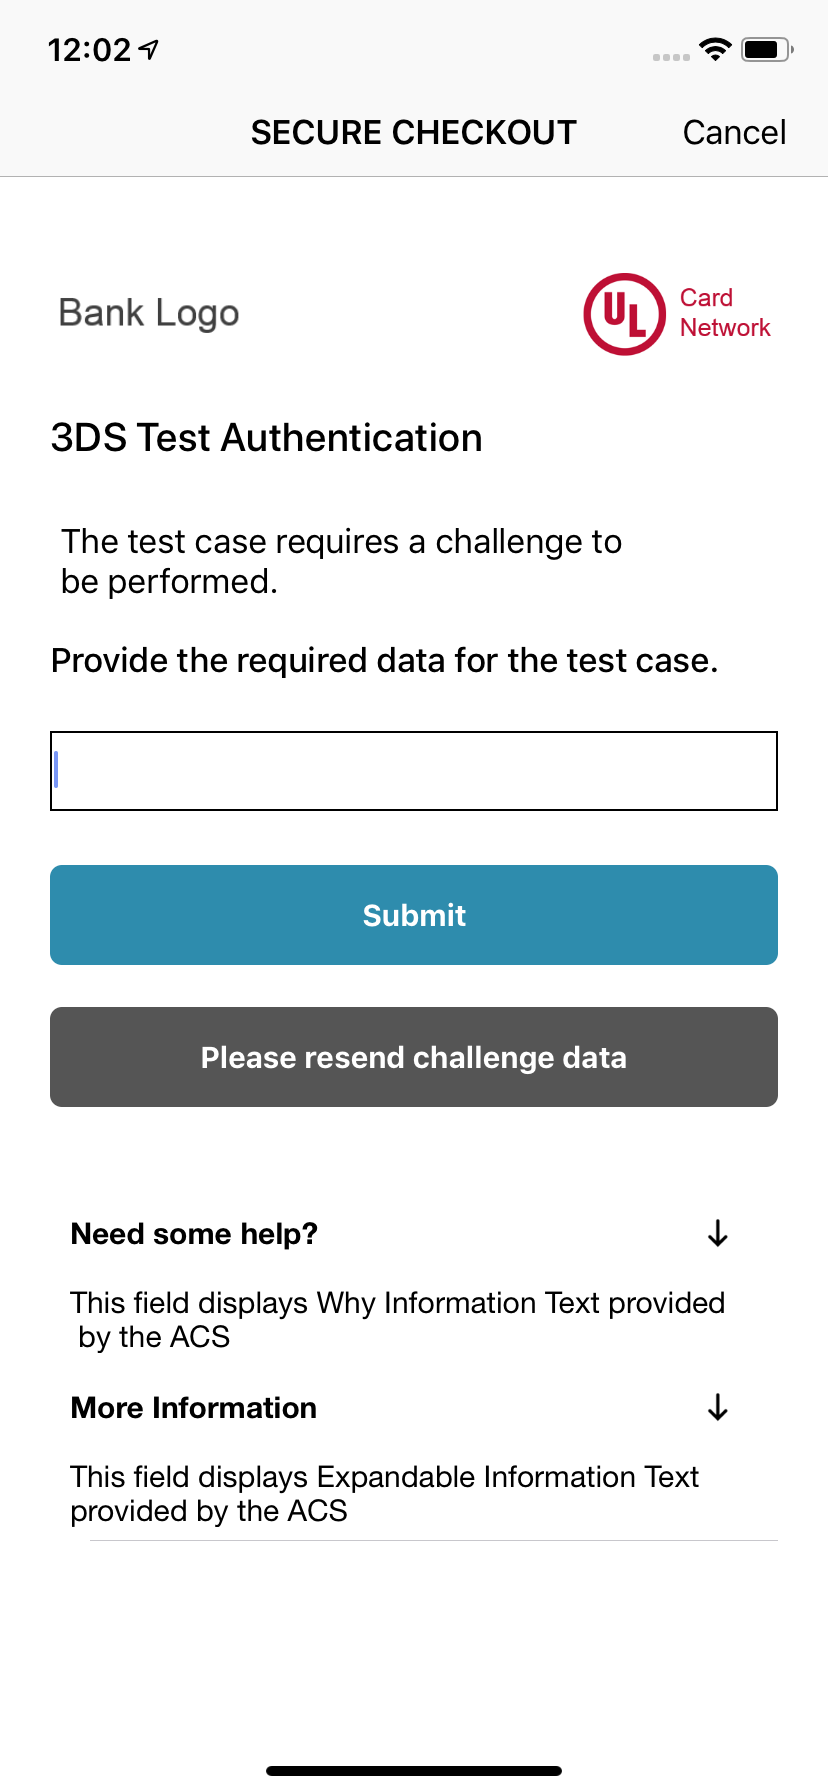 12:02
SECURE CHECKOUT
Cancel
Bank Logo
UL
Card
Network
3DS Test Authentication
The test case requires a challenge to
be performed.
Provide the required data for the test case.
Submit
Please resend challenge data
Need some help?
This field displays Why Information Text provided
by the ACS
More Information
This field displays Expandable Information Text
provided by the ACS